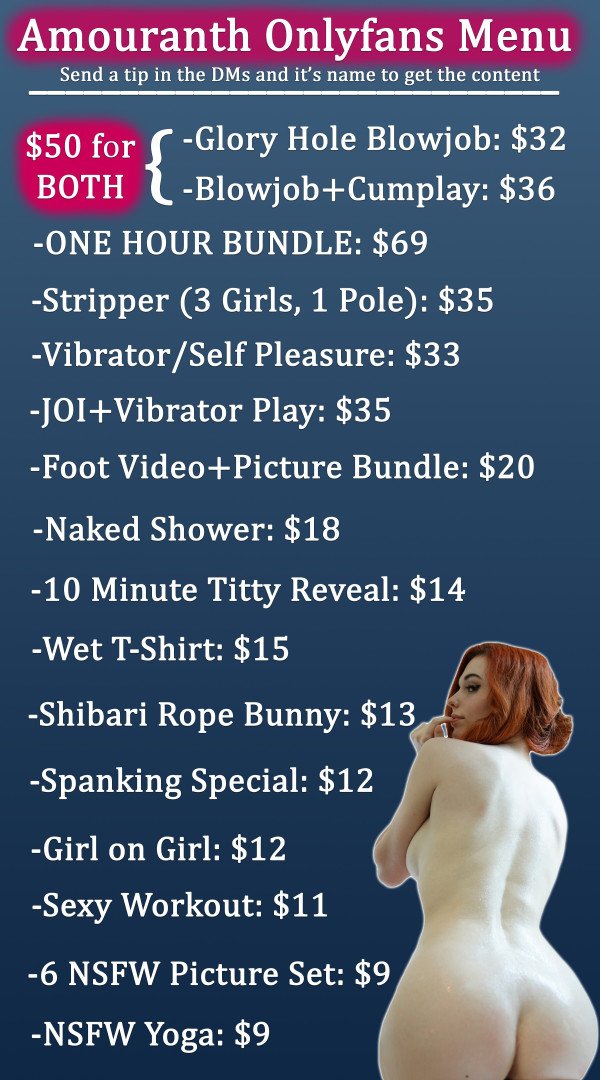 Amouranth Onlyfans Menu
Send a tip in the DMs and it's name to get the content
$50 for
BOTH
{
-Glory Hole Blowjob: $32
-Blowjob+Cumplay: $36
-ONE HOUR BUNDLE: $69
-Stripper (3 Girls, 1 Pole): $35
-Vibrator/Self Pleasure: $33
-JOI+Vibrator Play: $35
-Foot Video+Picture Bundle: $20
-Naked Shower: $18
-10 Minute Titty Reveal: $14
-Wet T-Shirt: $15
-Shibari Rope Bunny: $13
-Spanking Special: $12
-Girl on Girl: $12
-Sexy Workout: $11
-6 NSFW Picture Set: $9
-NSFW Yoga: $9